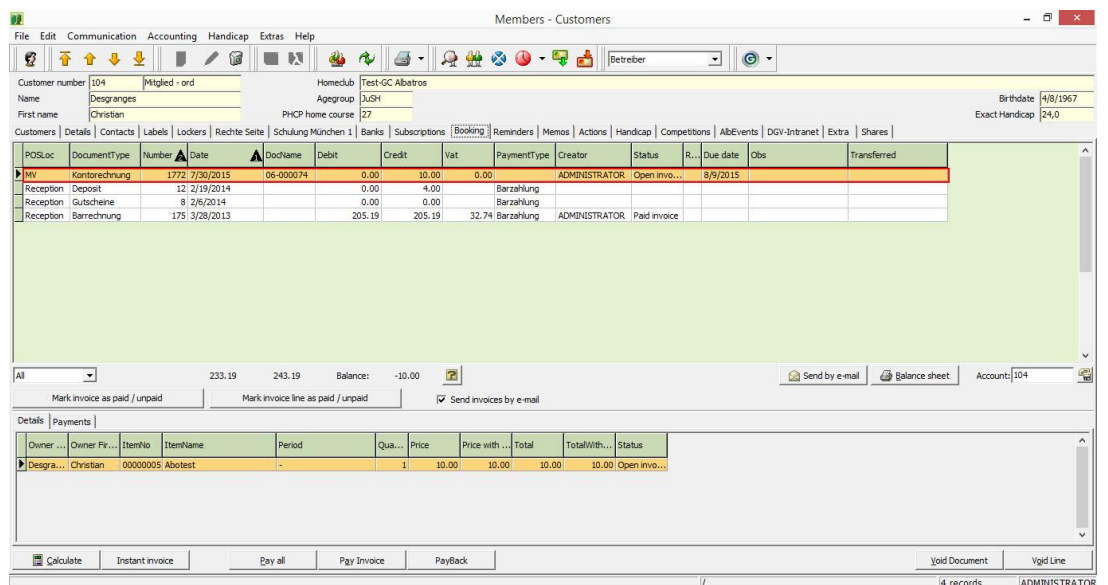 Members - Customers
File Edit Communication Accounting Handicap Extras Help
Betreiber
Customer number 104 Mitglied - ord Homeclub Test-GC Albatros
Name Desgranges Agegroup JuSH Birthdate 4/8/1967
First name Christian PHCP home course 27 Exact Handicap 24,0
Customers Details Contacts Labels Lockers Rechte Seite Schulung München 1 Banks Subscriptions Booking Reminders Memos Actions Handicap Competitions AlbEvents DGV-Intranet Extra Shares
POSLoc DocumentType Number 2 Date 1 DocName Debit Credit Vat PaymentType Creator Status R... Due date Obs Transferred
MV Kontorechnung 1772 7/30/2015 06-000074 0.00 10.00 0.00 ADMINISTRATOR Open invo... 8/9/2015
Reception Deposit 12 2/19/2014 0.00 4.00 Barzahlung
Reception Gutscheine 8 2/6/2014 0.00 0.00 Barzahlung
Reception Barrechnung 175 3/28/2013 205.19 205.19 32.74 Barzahlung ADMINISTRATOR Paid invoice
All 233.19 243.19 Balance: -10.00 ? Send by e-mail Balance sheet Account: 104
Mark invoice as paid / unpaid Mark invoice line as paid / unpaid Send invoices by e-mail
Details Payments
Owner ... Owner Fir... ItemNo ItemName Period Qua... Price Price with ... Total TotalWith... Status
Desgra... Christian 00000005 Abotest - 1 10.00 10.00 10.00 10.00 Open invo...
Calculate Instant invoice Pay all Pay Invoice PayBack Void Document Void Line
/ 4 records ADMINISTRATOR